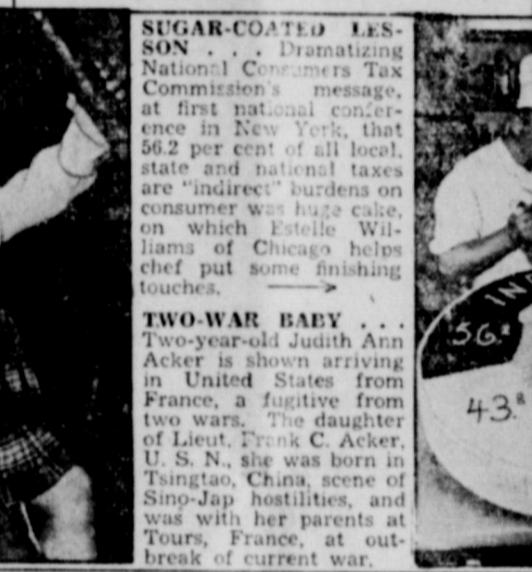 SUGAR-COATED LES-
SON . . . Dramatizing
National Consumers Tax
Commission's message,
at first national confer-
ence in New York, that
56.2 per cent of all local,
state and national taxes
are "indirect" burdens on
consumer was huge cake,
on which Estelle Wil-
liams of Chicago helps
chef put some finishing
touches.
TWO-WAR BABY . . .
Two-year-old Judith Ann
Acker is shown arriving
in United States from
France, a fugitive from
two wars. The daughter
of Lieut. Frank C. Acker,
U. S. N., she was born in
Tsingtao, China, scene of
Sino-Jap hostilities, and
was with her parents at
Tours, France, at out-
break of current war.
IN
56.2
43.8